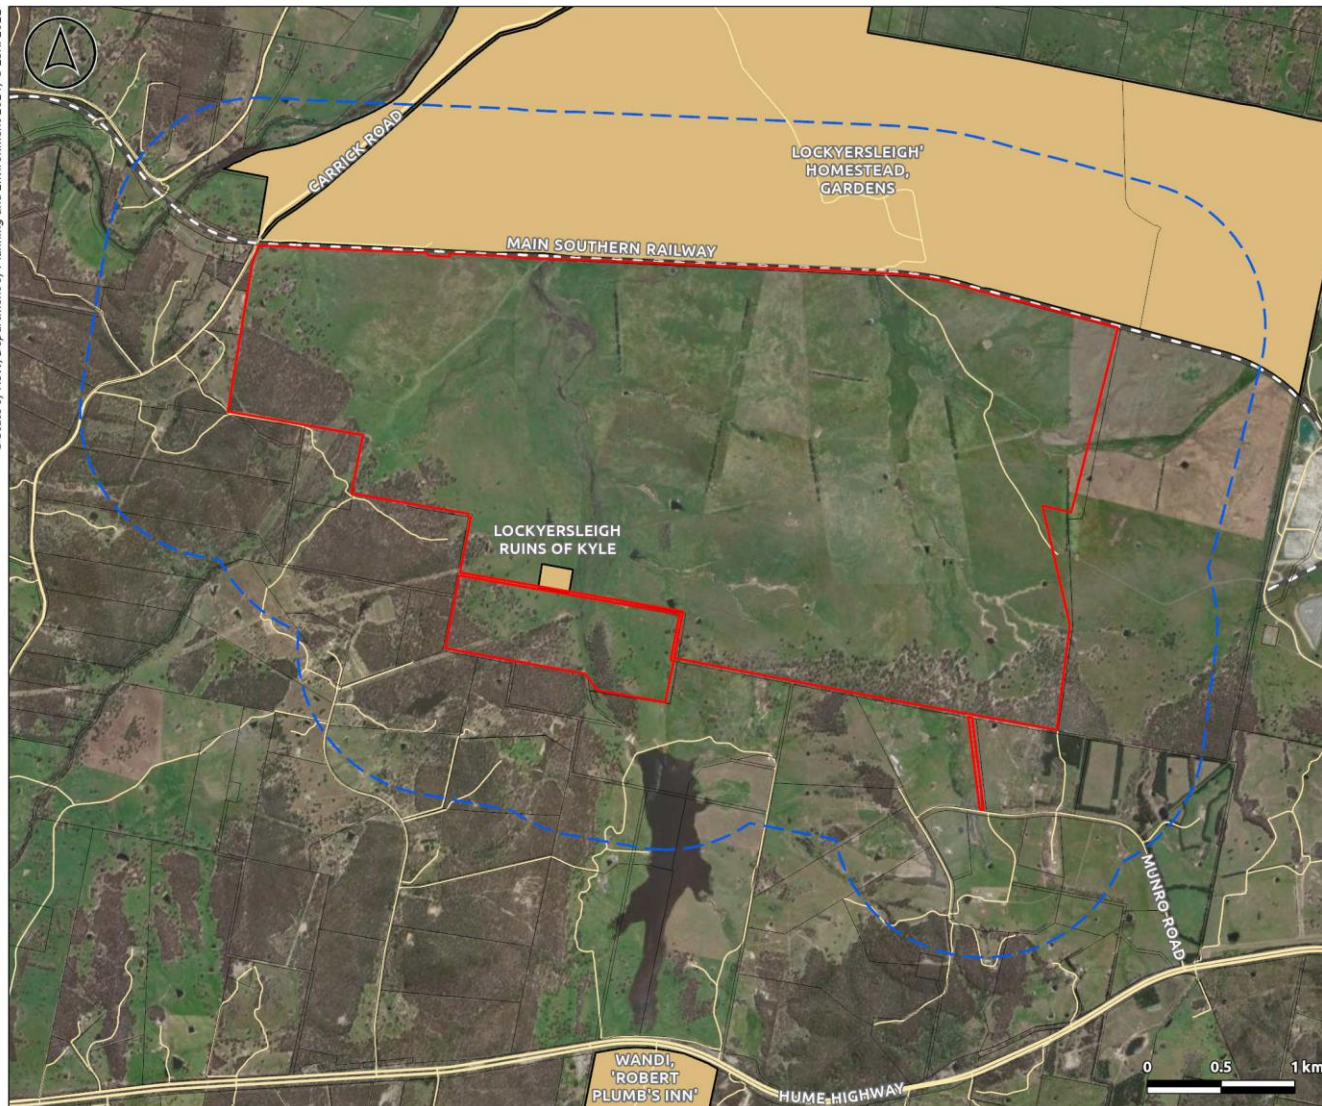 CARRICK ROAD
LOCKYERSLEIGH'
HOMESTEAD,
GARDENS
MAIN SOUTHERN RAILWAY
LOCKYERSLEIGH
RUINS OF KYLE
MUNRO ROAD
WANDI,
'ROBERT
PLUMB'S INN'
HUME HIGHWAY
0 0.5 1 km